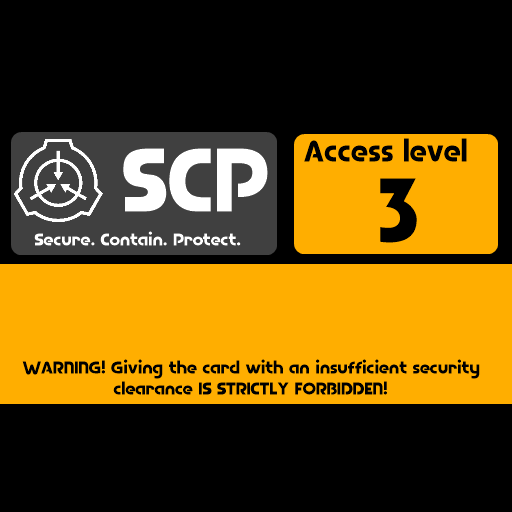 SCP
Secure. Contain. Protect.
Access level
3
WARNING! Giving the card with an insufficient security
clearance IS STRICTLY FORBIDDEN!